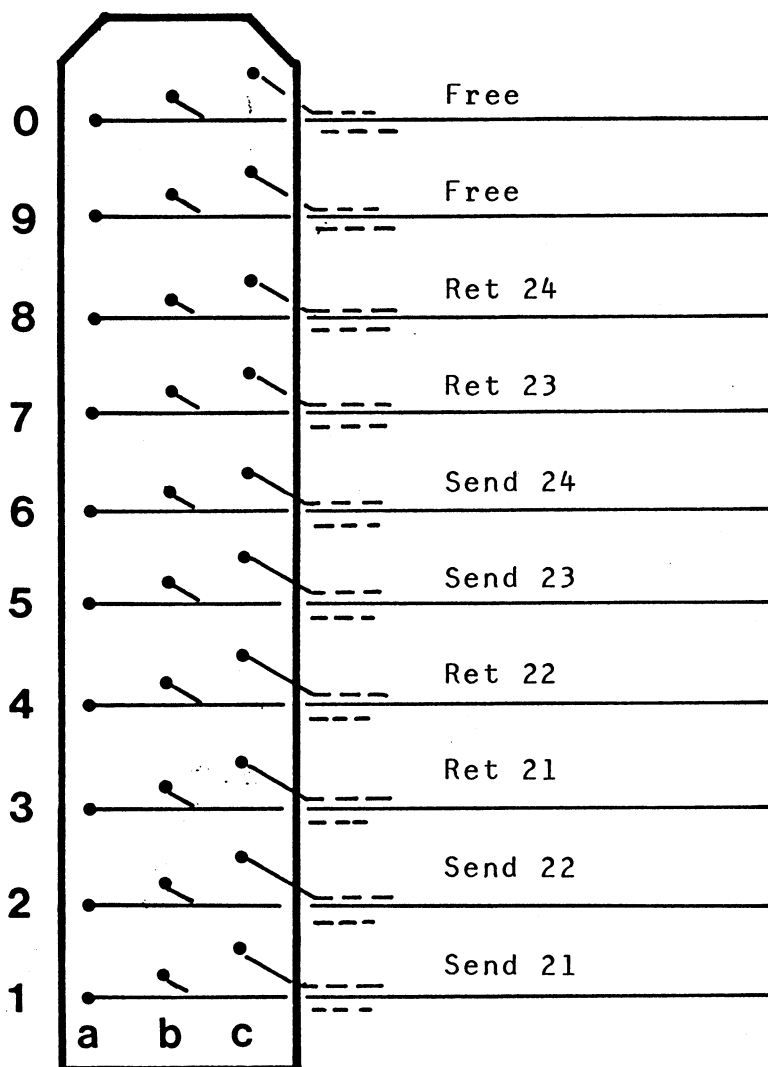 0 Free
9 Free
8 Ret 24
7 Ret 23
6 Send 24
5 Send 23
4 Ret 22
3 Ret 21
2 Send 22
1 Send 21
a b c